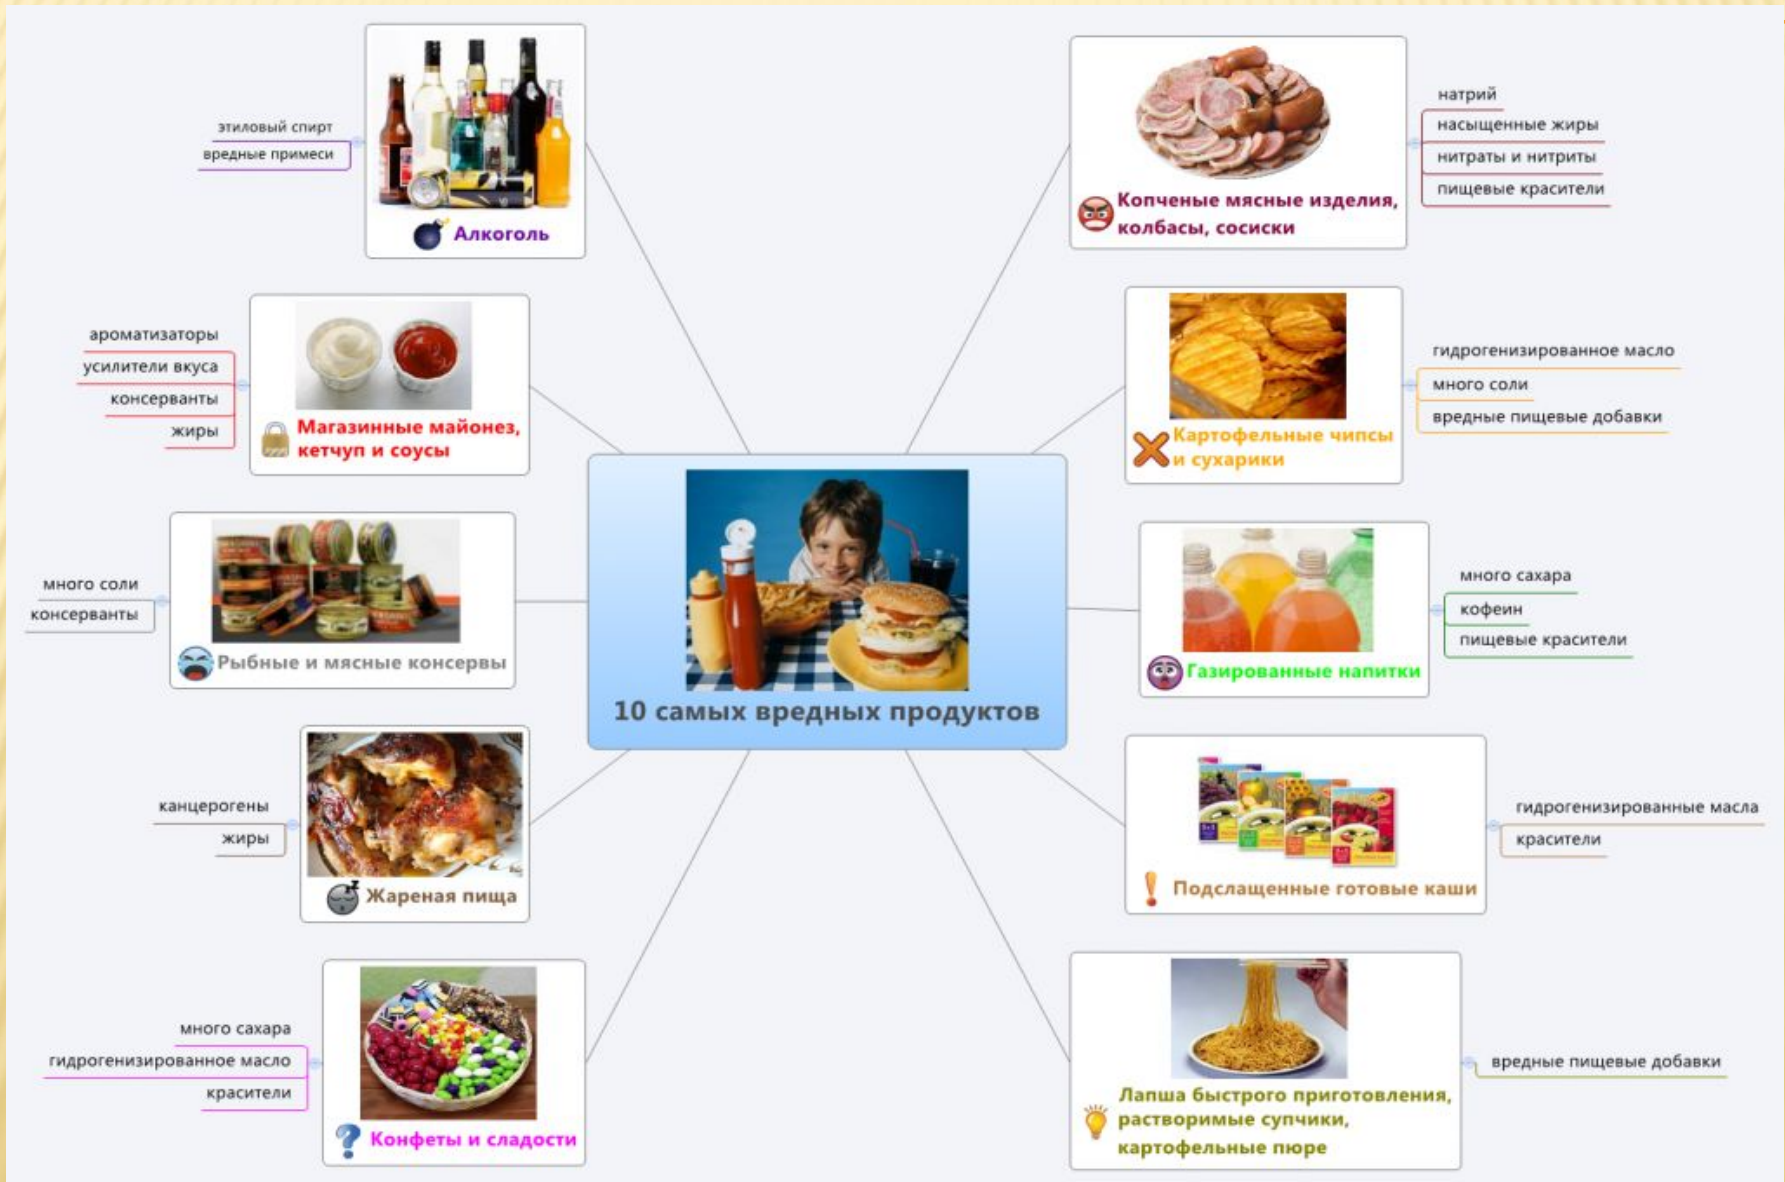 10 самых вредных продуктов
Копченые мясные изделия,
колбасы, сосиски
натрий
насыщенные жиры
нитраты и нитриты
пищевые красители
Картофельные чипсы
и сухарики
гидрогенизированное масло
много соли
вредные пищевые добавки
Газированные напитки
много сахара
кофеин
пищевые красители
Подслащенные готовые каши
гидрогенизированные масла
красители
Лапша быстрого приготовления,
растворимые супчики,
картофельные пюре
вредные пищевые добавки
Алкоголь
этиловый спирт
вредные примеси
Магазинные майонез,
кетчуп и соусы
ароматизаторы
усилители вкуса
консерванты
жиры
Рыбные и мясные консервы
много соли
консерванты
Жареная пища
канцерогены
жиры
Конфеты и сладости
много сахара
гидрогенизированное масло
красители